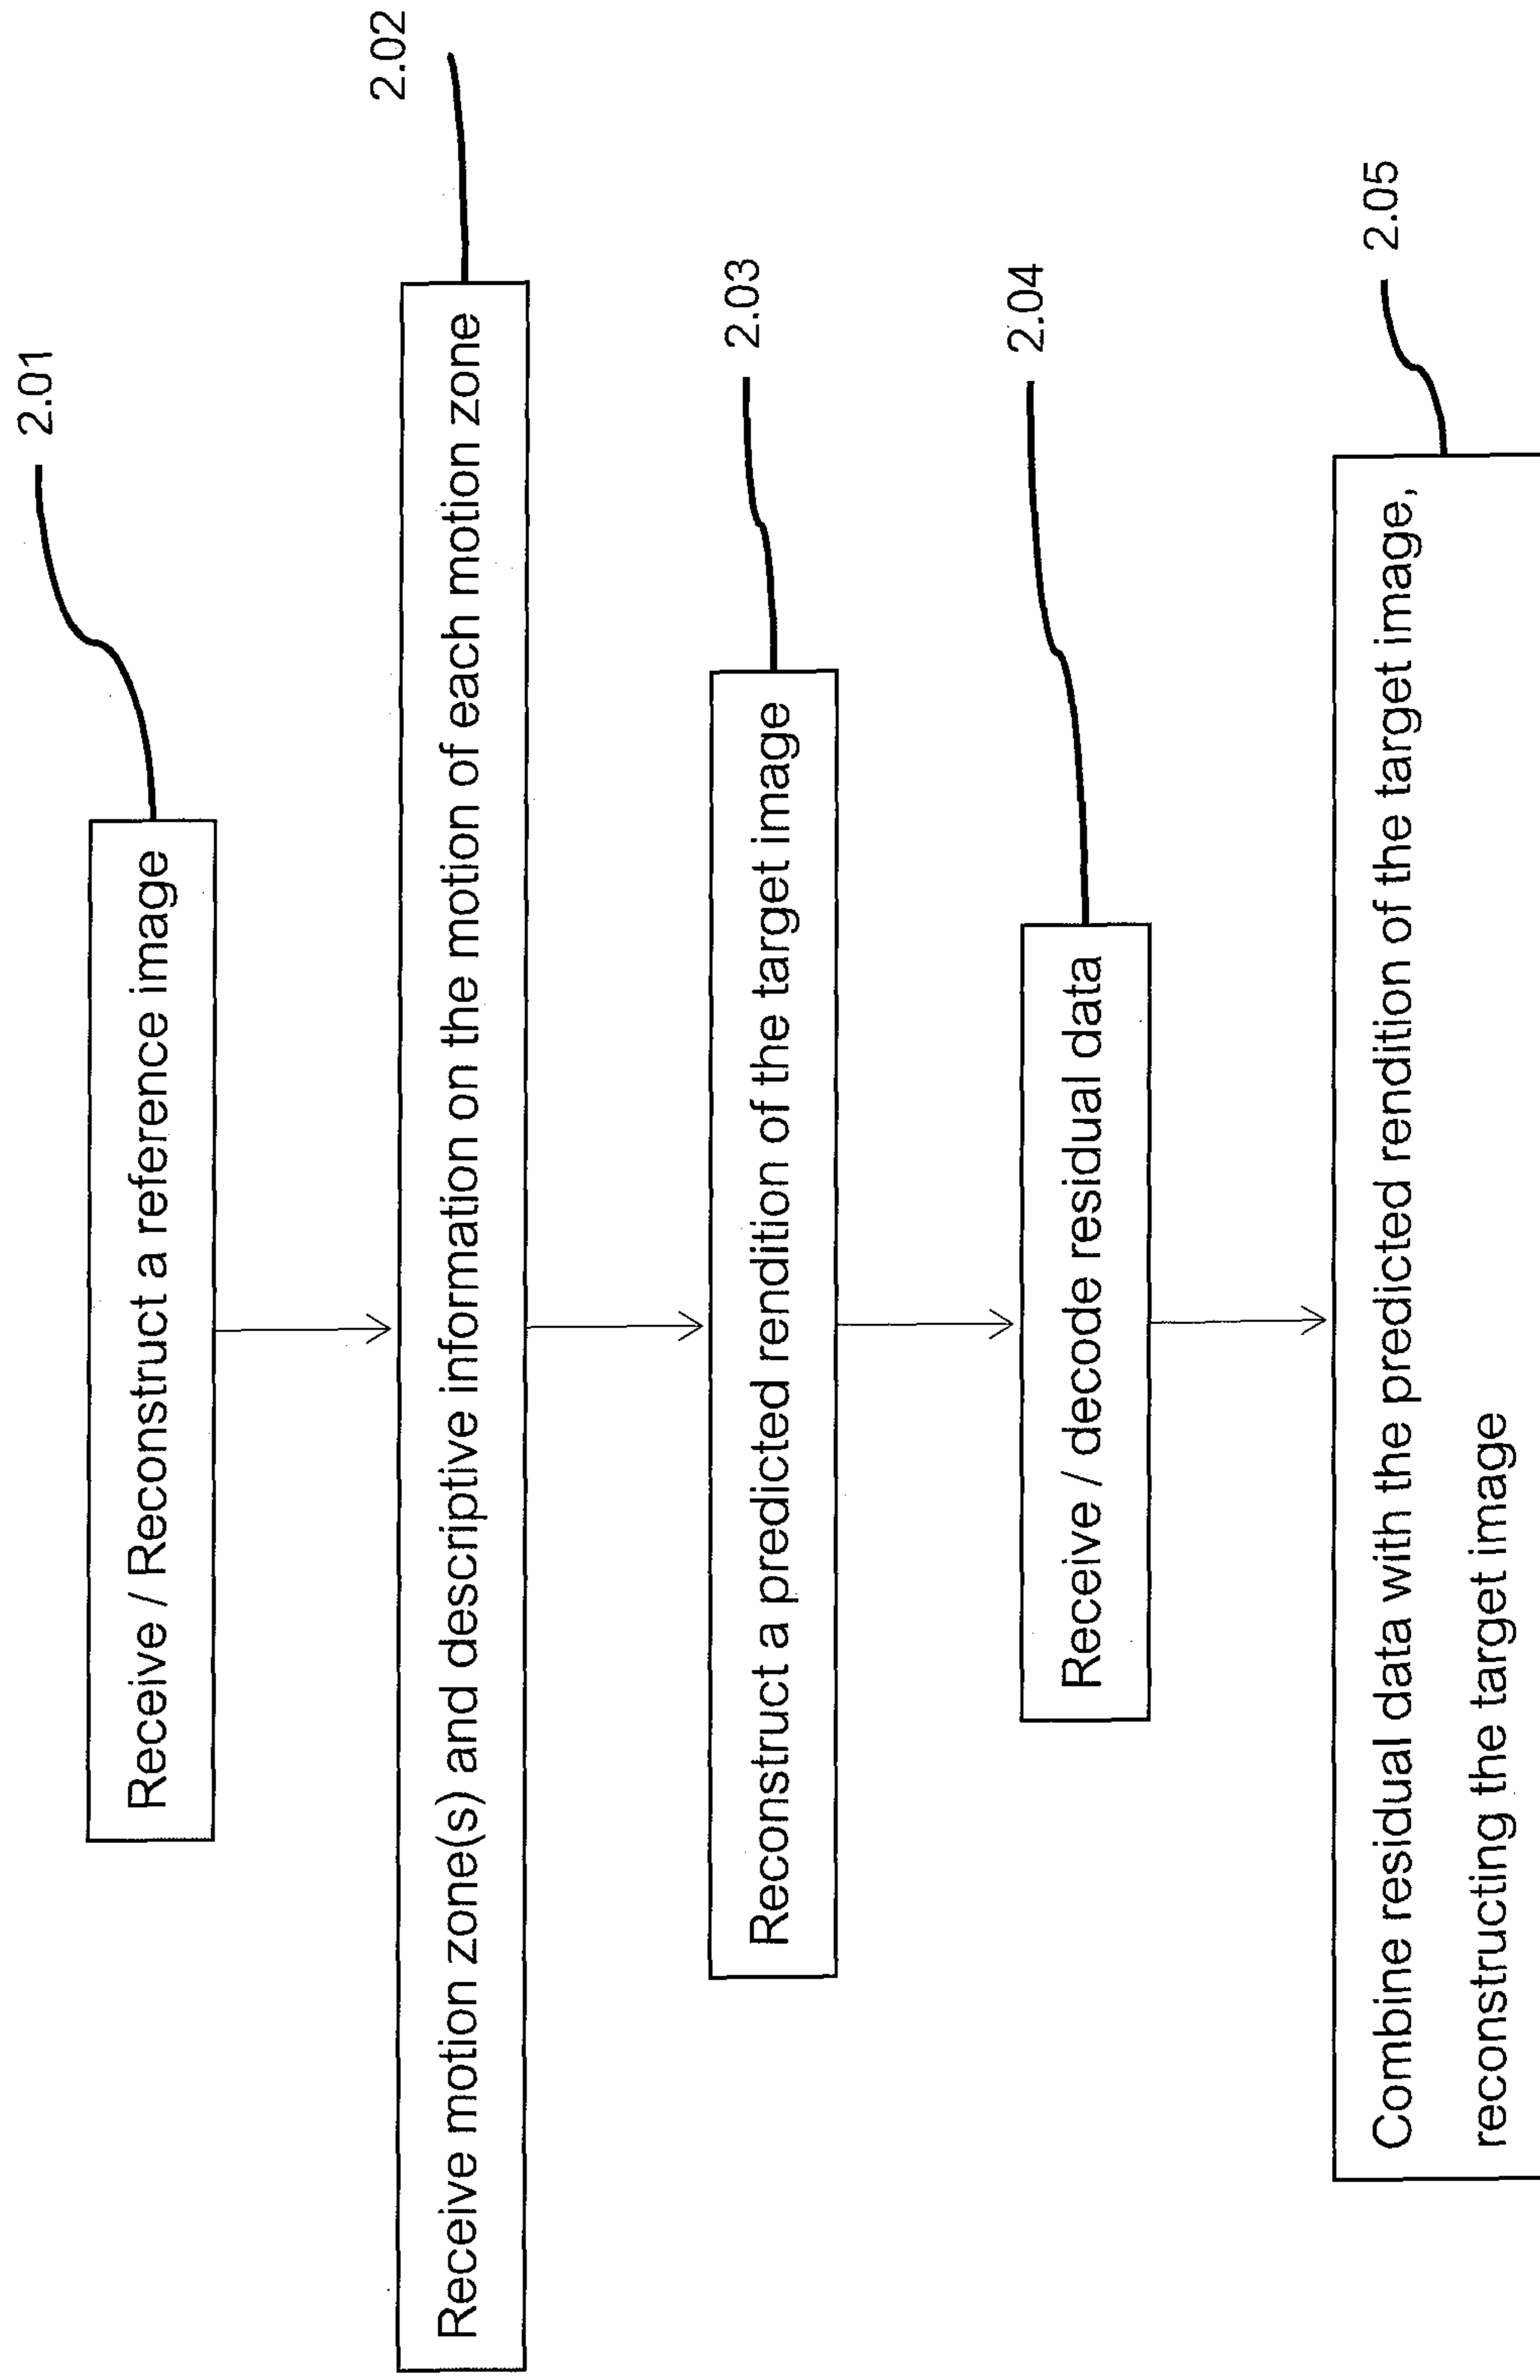 2.01
Receive / Reconstruct a reference image
2.02
Receive motion zone(s) and descriptive information on the motion of each motion zone
2.03
Reconstruct a predicted rendition of the target image
2.04
Receive / decode residual data
2.05
Combine residual data with the predicted rendition of the target image,
reconstructing the target image